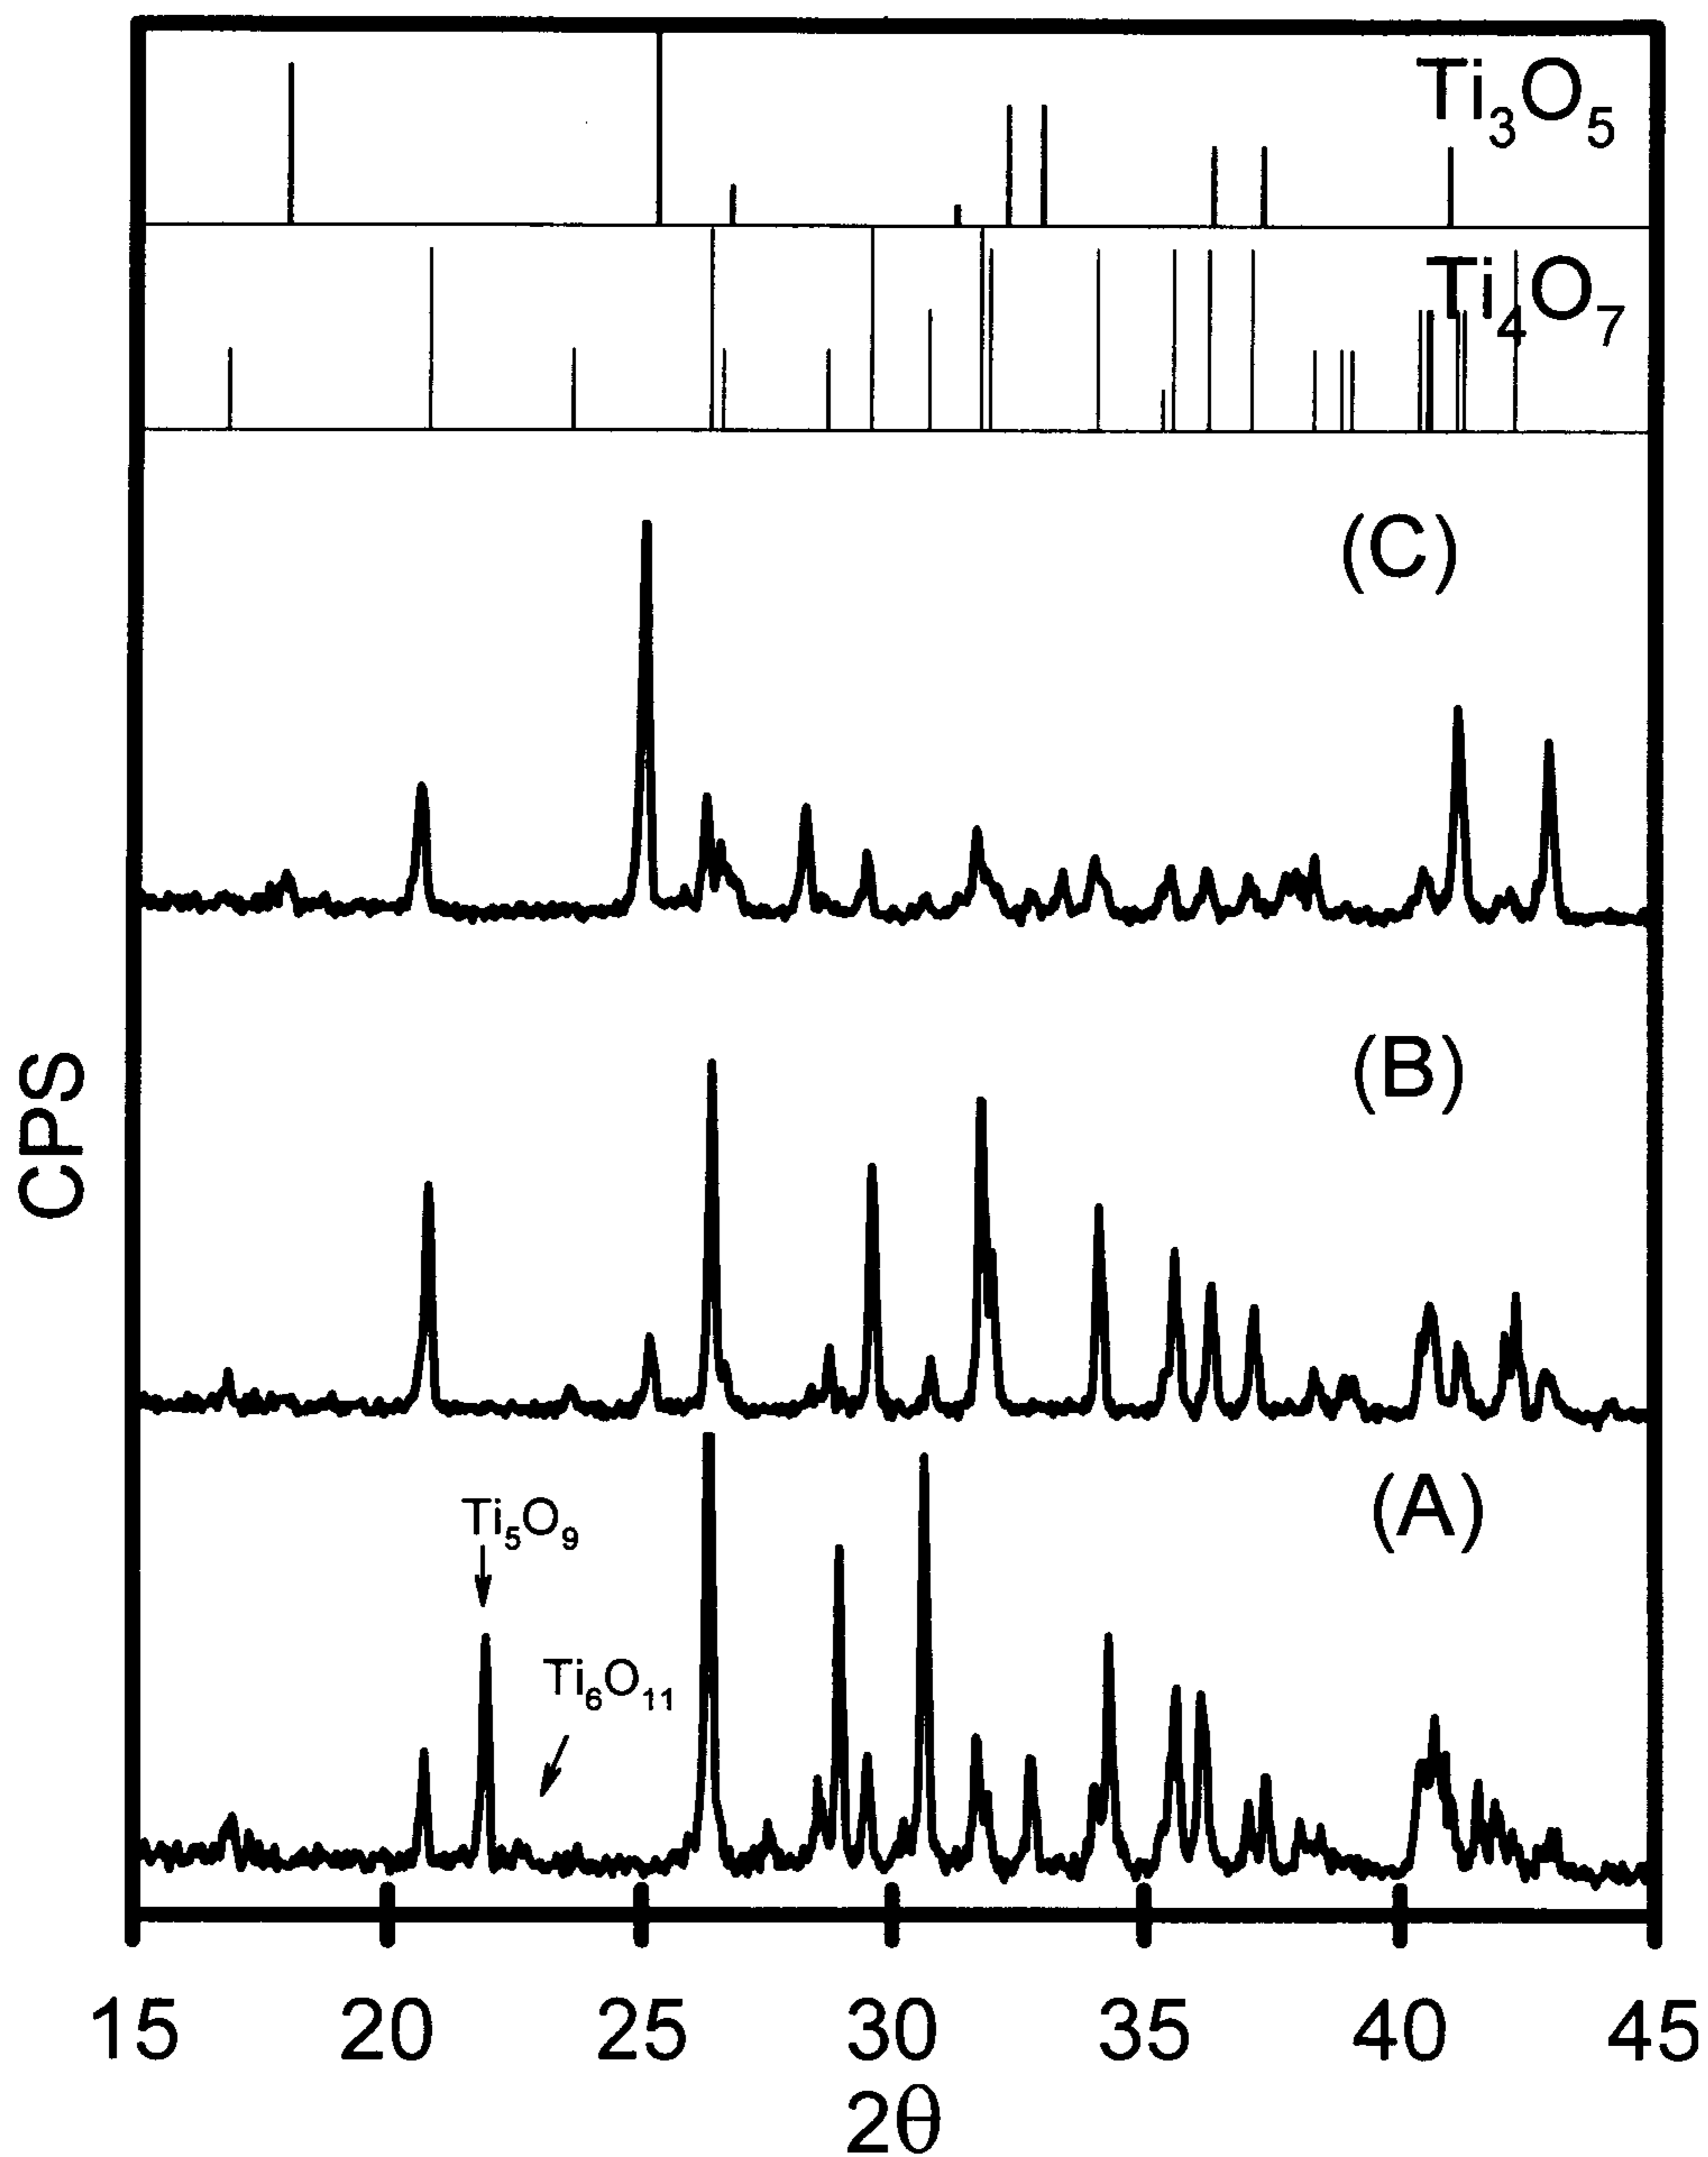 Ti₃O₅
Ti₄O₇
(C)
(B)
CPS
(A)
Ti₅O₉
Ti₆O₁₁
15 20 25 30 35 40 45
2θ